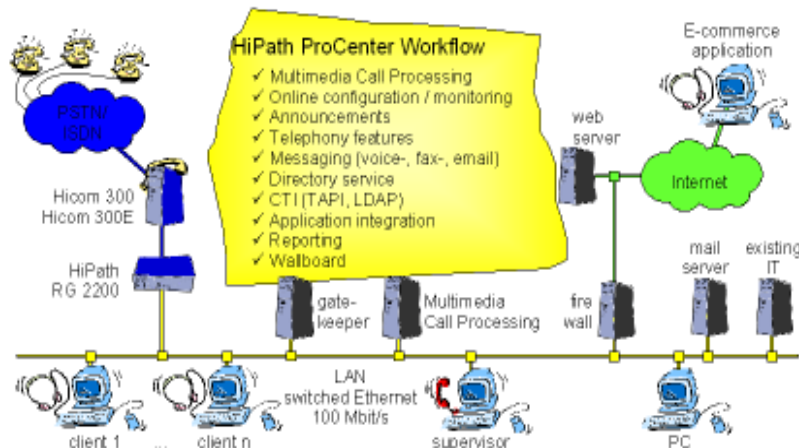 HiPath ProCenter Workflow
✓ Multimedia Call Processing
✓ Online configuration / monitoring
✓ Announcements
✓ Telephony features
✓ Messaging (voice-, fax-, email)
✓ Directory service
✓ CTI (TAPI, LDAP)
✓ Application integration
✓ Reporting
✓ Wallboard
E-commerce
application
PSTN/
ISDN
web
server
Internet
Hicom 300
Hicom 300E
HiPath
RG 2200
gate-
keeper
Multimedia
Call Processing
fire
wall
mail
server
existing
IT
LAN
switched Ethernet
100 Mbit/s
client 1
...
client n
supervisor
PC